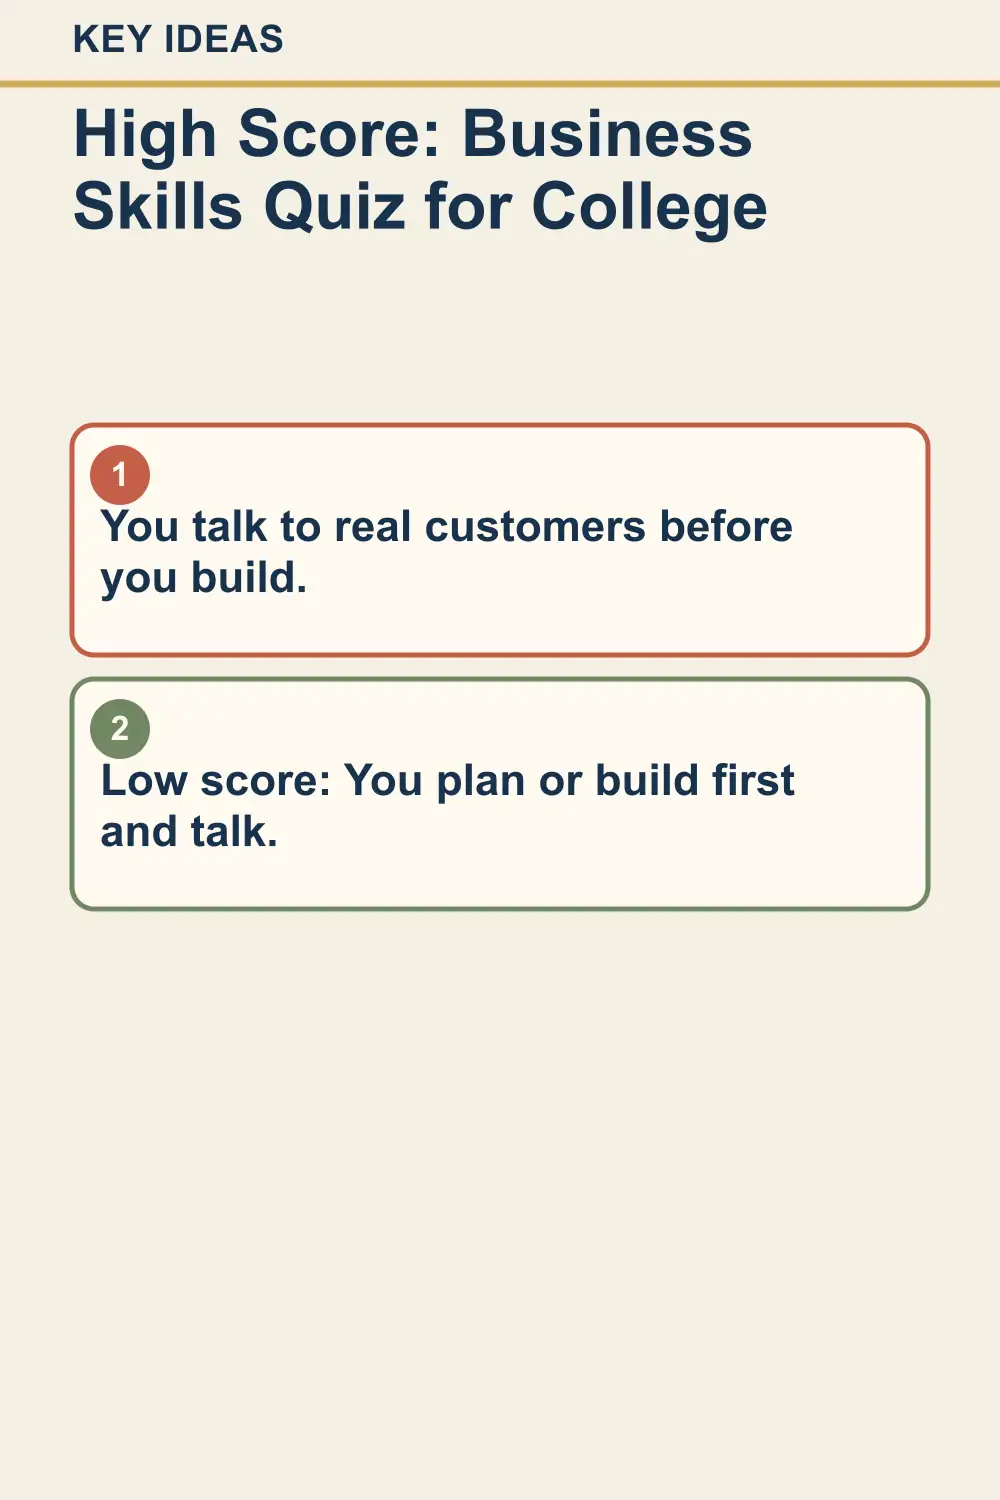 KEY IDEAS
High Score: Business
Skills Quiz for College
1
You talk to real customers before
you build.
2
Low score: You plan or build first
and talk.